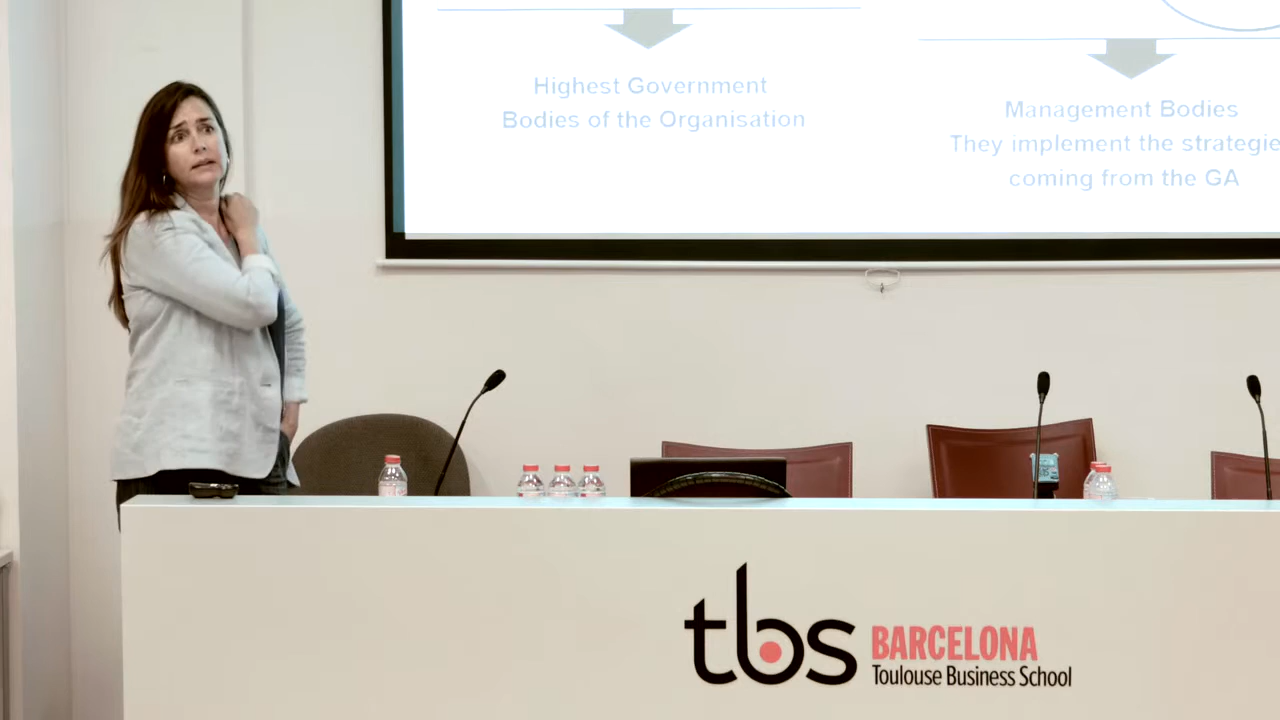 Highest Government
Bodies of the Organisation
Management Bodies
They implement the strategie
coming from the GA
tbs
BARCELONA
Toulouse Business School